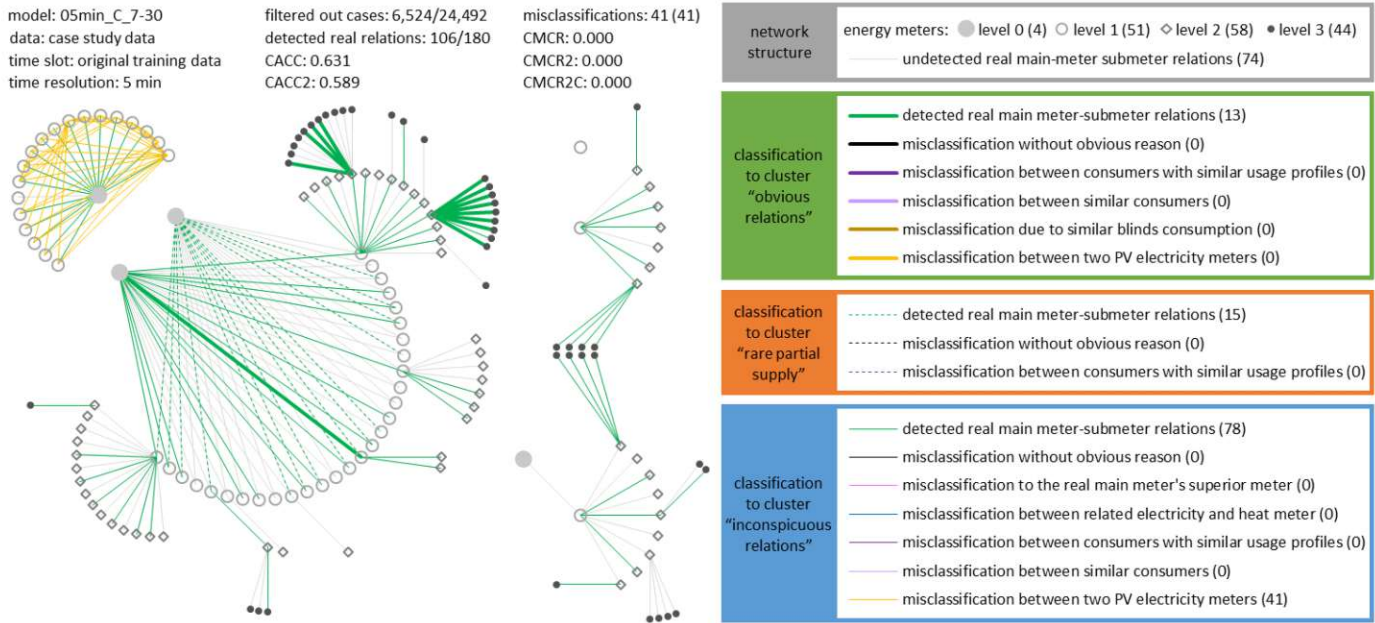 model: 05min_C_7-30
data: case study data
time slot: original training data
time resolution: 5 min
filtered out cases: 6,524/24,492
detected real relations: 106/180
CACC: 0.631
CACC2: 0.589
misclassifications: 41 (41)
CMCR: 0.000
CMCR2: 0.000
CMCR2C: 0.000
network
structure
energy meters: level 0 (4) level 1 (51) level 2 (58) level 3 (44)
undetected real main-meter submeter relations (74)
classification
to cluster
“obvious
relations”
detected real main meter-submeter relations (13)
misclassification without obvious reason (0)
misclassification between consumers with similar usage profiles (0)
misclassification between similar consumers (0)
misclassification due to similar blinds consumption (0)
misclassification between two PV electricity meters (0)
classification
to cluster
“rare partial
supply”
detected real main meter-submeter relations (15)
misclassification without obvious reason (0)
misclassification between consumers with similar usage profiles (0)
classification
to cluster
“inconspicuous
relations”
detected real main meter-submeter relations (78)
misclassification without obvious reason (0)
misclassification to the real main meter's superior meter (0)
misclassification between related electricity and heat meter (0)
misclassification between consumers with similar usage profiles (0)
misclassification between similar consumers (0)
misclassification between two PV electricity meters (41)